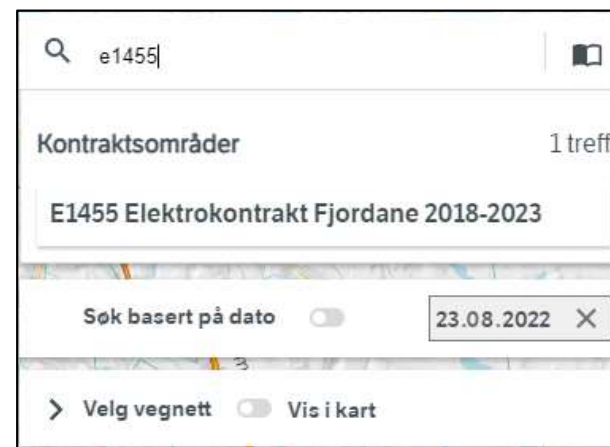 e1455
Kontraktsområder 1 treff
E1455 Elektrokontrakt Fjordane 2018-2023
Søk basert på dato 23.08.2022
3
Velg vegnett Vis i kart